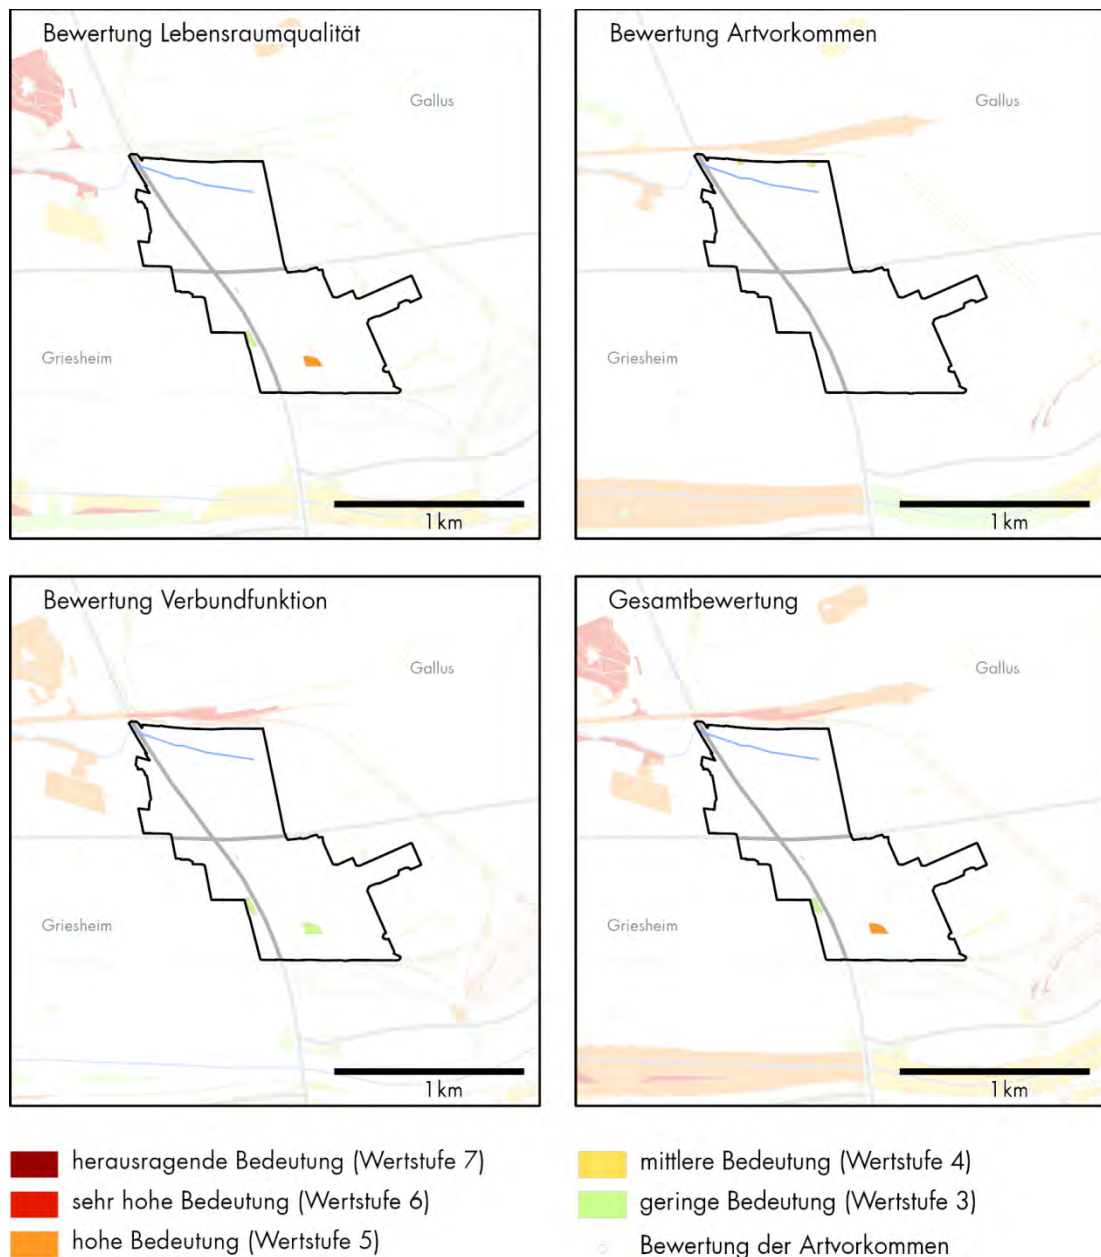 Bewertung Lebensraumqualität
Gallus
Griesheim
1 km
Bewertung Artvorkommen
Gallus
Griesheim
1 km
Bewertung Verbundfunktion
Gallus
Griesheim
1 km
Gesamtbewertung
Gallus
Griesheim
1 km
herausragende Bedeutung (Wertstufe 7)
sehr hohe Bedeutung (Wertstufe 6)
hohe Bedeutung (Wertstufe 5)
mittlere Bedeutung (Wertstufe 4)
geringe Bedeutung (Wertstufe 3)
Bewertung der Artvorkommen